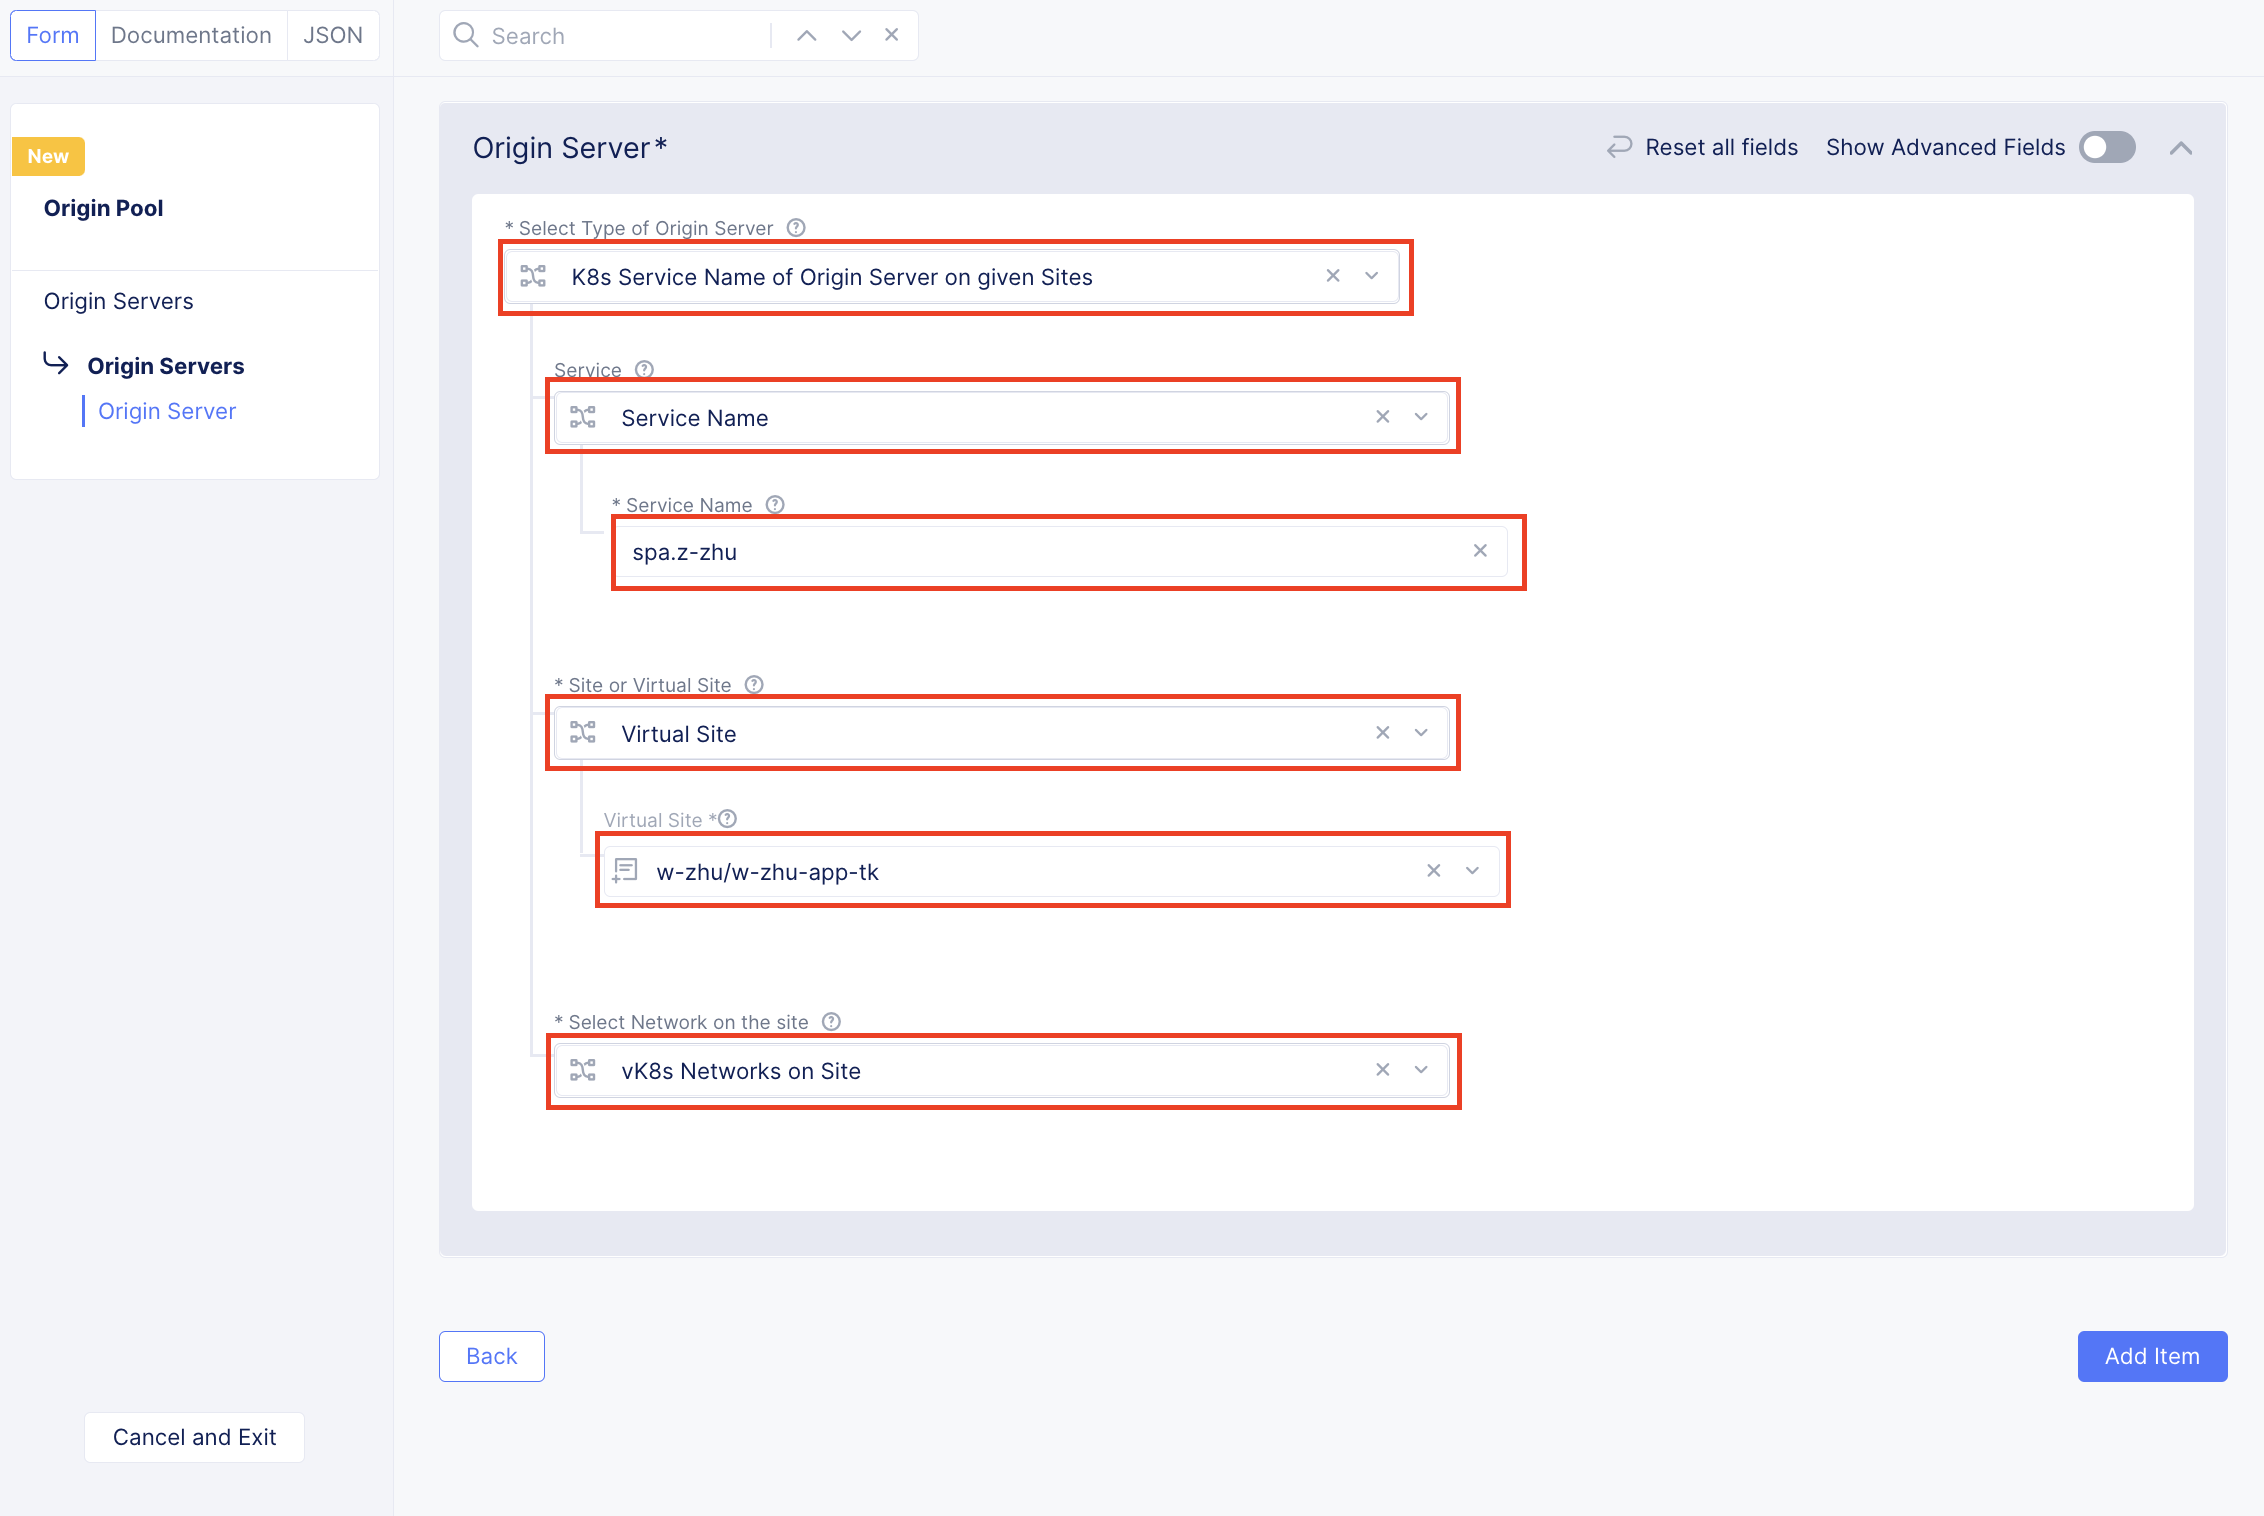 Form Documentation JSON
Search
New
Origin Pool
Origin Servers
Origin Servers
Origin Server
Cancel and Exit
Origin Server*
Reset all fields Show Advanced Fields
* Select Type of Origin Server
K8s Service Name of Origin Server on given Sites
Service
Service Name
* Service Name
spa.z-zhu
* Site or Virtual Site
Virtual Site
Virtual Site *
w-zhu/w-zhu-app-tk
* Select Network on the site
vK8s Networks on Site
Back
Add Item